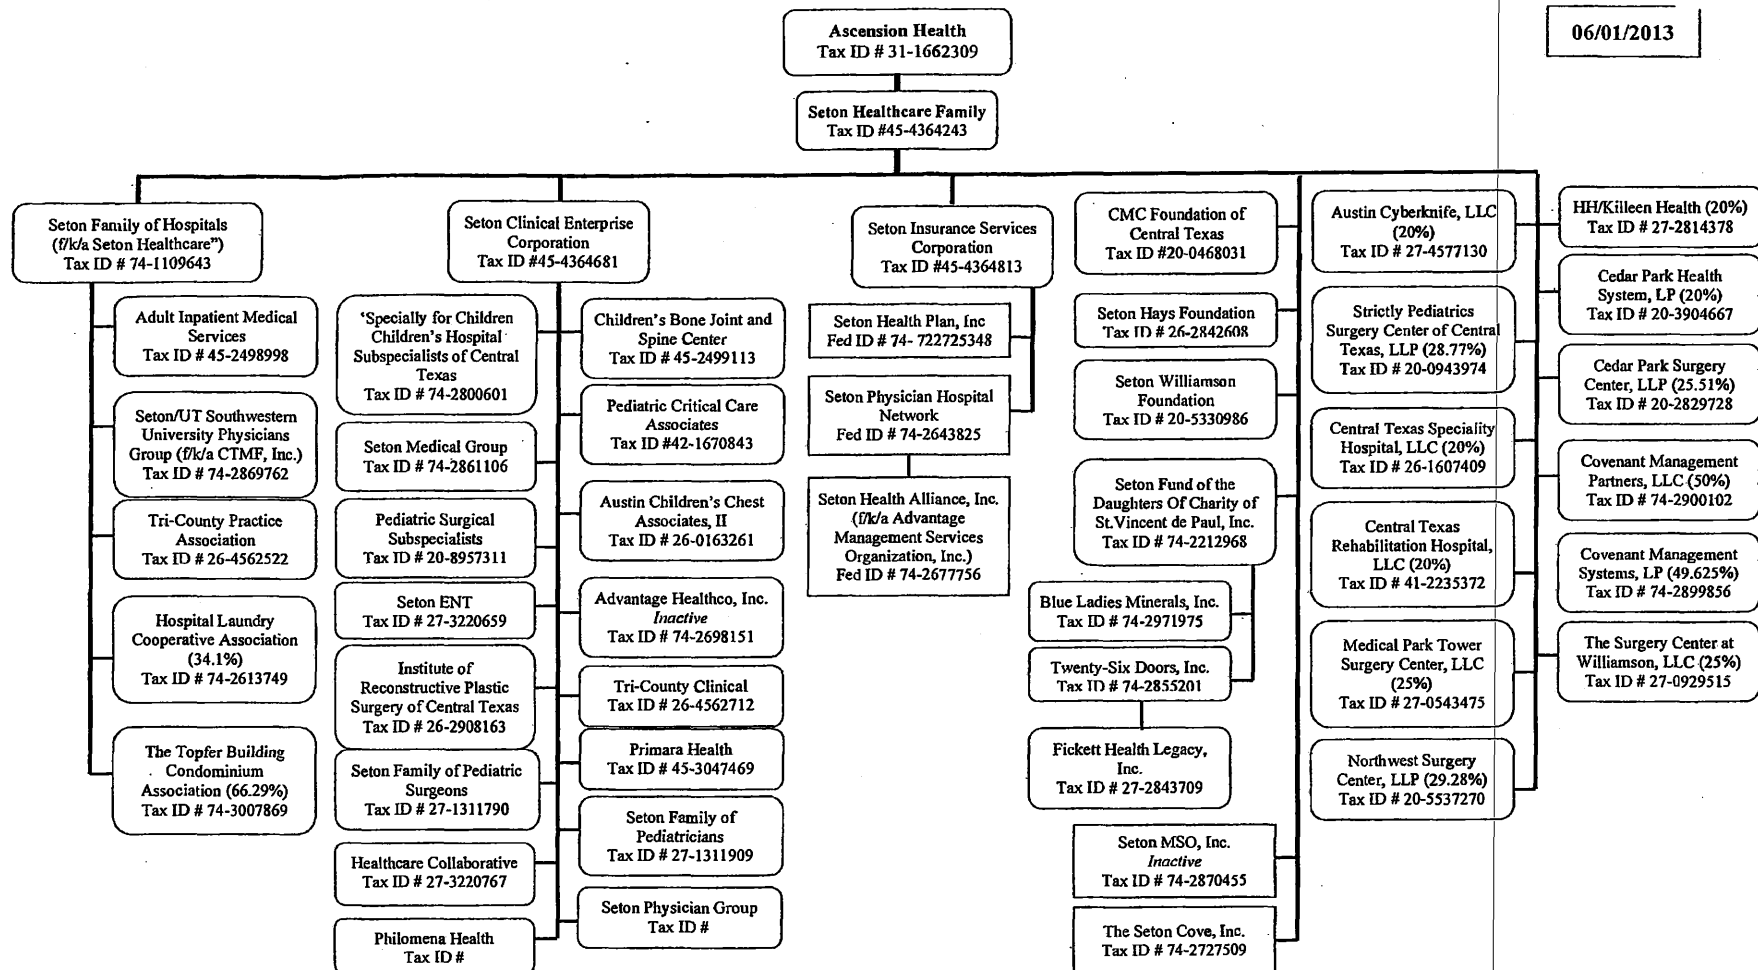 06/01/2013
Ascension Health
Tax ID # 31-1662309
Seton Healthcare Family
Tax ID #45-4364243
Seton Family of Hospitals
(f/k/a Seton Healthcare")
Tax ID # 74-1109643
Adult Inpatient Medical
Services
Tax ID # 45-2498998
Seton/UT Southwestern
University Physicians
Group (f/k/a CTMF, Inc.)
Tax ID # 74-2869762
Tri-County Practice
Association
Tax ID # 26-4562522
Hospital Laundry
Cooperative Association
(34.1%)
Tax ID # 74-2613749
The Topfer Building
Condominium
Association (66.29%)
Tax ID # 74-3007869
Seton Clinical Enterprise
Corporation
Tax ID #45-4364681
'Specially for Children
Children's Hospital
Subspecialists of Central
Texas
Tax ID # 74-2800601
Seton Medical Group
Tax ID # 74-2861106
Pediatric Surgical
Subspecialists
Tax ID # 20-8957311
Seton ENT
Tax ID # 27-3220659
Institute of
Reconstructive Plastic
Surgery of Central Texas
Tax ID # 26-2908163
Seton Family of Pediatric
Surgeons
Tax ID # 27-1311790
Healthcare Collaborative
Tax ID # 27-3220767
Philomena Health
Tax ID #
Children's Bone Joint and
Spine Center
Tax ID # 45-2499113
Pediatric Critical Care
Associates
Tax ID #42-1670843
Austin Children's Chest
Associates, II
Tax ID # 26-0163261
Advantage Healthco, Inc.
Inactive
Tax ID # 74-2698151
Tri-County Clinical
Tax ID # 26-4562712
Primara Health
Tax ID # 45-3047469
Seton Family of
Pediatricians
Tax ID # 27-1311909
Seton Physician Group
Tax ID #
Seton Insurance Services
Corporation
Tax ID #45-4364813
Seton Health Plan, Inc
Fed ID # 74- 722725348
Seton Physician Hospital
Network
Fed ID # 74-2643825
Seton Health Alliance, Inc.
(f/k/a Advantage
Management Services
Organization, Inc.)
Fed ID # 74-2677756
CMC Foundation of
Central Texas
Tax ID #20-0468031
Seton Hays Foundation
Tax ID # 26-2842608
Seton Williamson
Foundation
Tax ID # 20-5330986
Seton Fund of the
Daughters Of Charity of
St.Vincent de Paul, Inc.
Tax ID # 74-2212968
Blue Ladies Minerals, Inc.
Tax ID # 74-2971975
Twenty-Six Doors, Inc.
Tax ID # 74-2855201
Fickett Health Legacy,
Inc.
Tax ID # 27-2843709
Seton MSO, Inc.
Inactive
Tax ID # 74-2870455
The Seton Cove, Inc.
Tax ID # 74-2727509
Austin Cyberknife, LLC
(20%)
Tax ID # 27-4577130
Strictly Pediatrics
Surgery Center of Central
Texas, LLP (28.77%)
Tax ID # 20-0943974
Central Texas Speciality
Hospital, LLC (20%)
Tax ID # 26-1607409
Central Texas
Rehabilitation Hospital,
LLC (20%)
Tax ID # 41-2235372
Medical Park Tower
Surgery Center, LLC
(25%)
Tax ID # 27-0543475
Northwest Surgery
Center, LLP (29.28%)
Tax ID # 20-5537270
HH/Killeen Health (20%)
Tax ID # 27-2814378
Cedar Park Health
System, LP (20%)
Tax ID # 20-3904667
Cedar Park Surgery
Center, LLP (25.51%)
Tax ID # 20-2829728
Covenant Management
Partners, LLC (50%)
Tax ID # 74-2900102
Covenant Management
Systems, LP (49.625%)
Tax ID # 74-2899856
The Surgery Center at
Williamson, LLC (25%)
Tax ID # 27-0929515